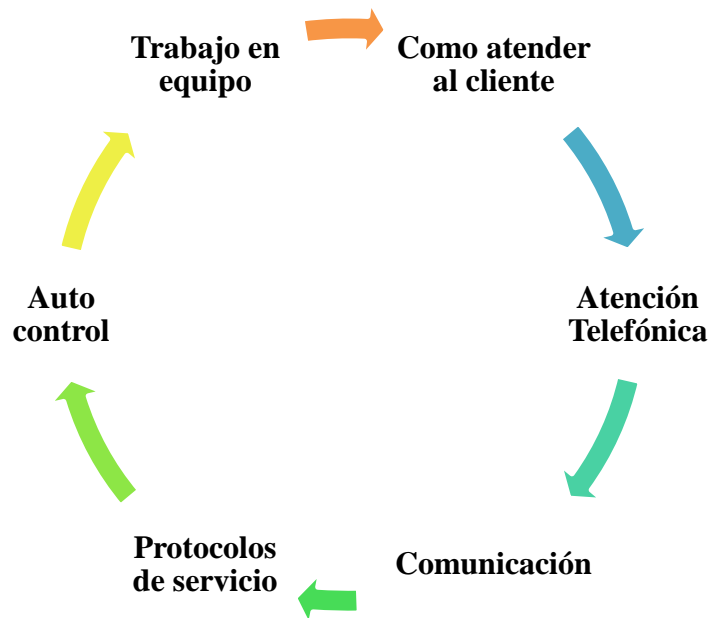 Trabajo en
equipo
Como atender
al cliente
Atención
Telefónica
Comunicación
Protocolos
de servicio
Auto
control